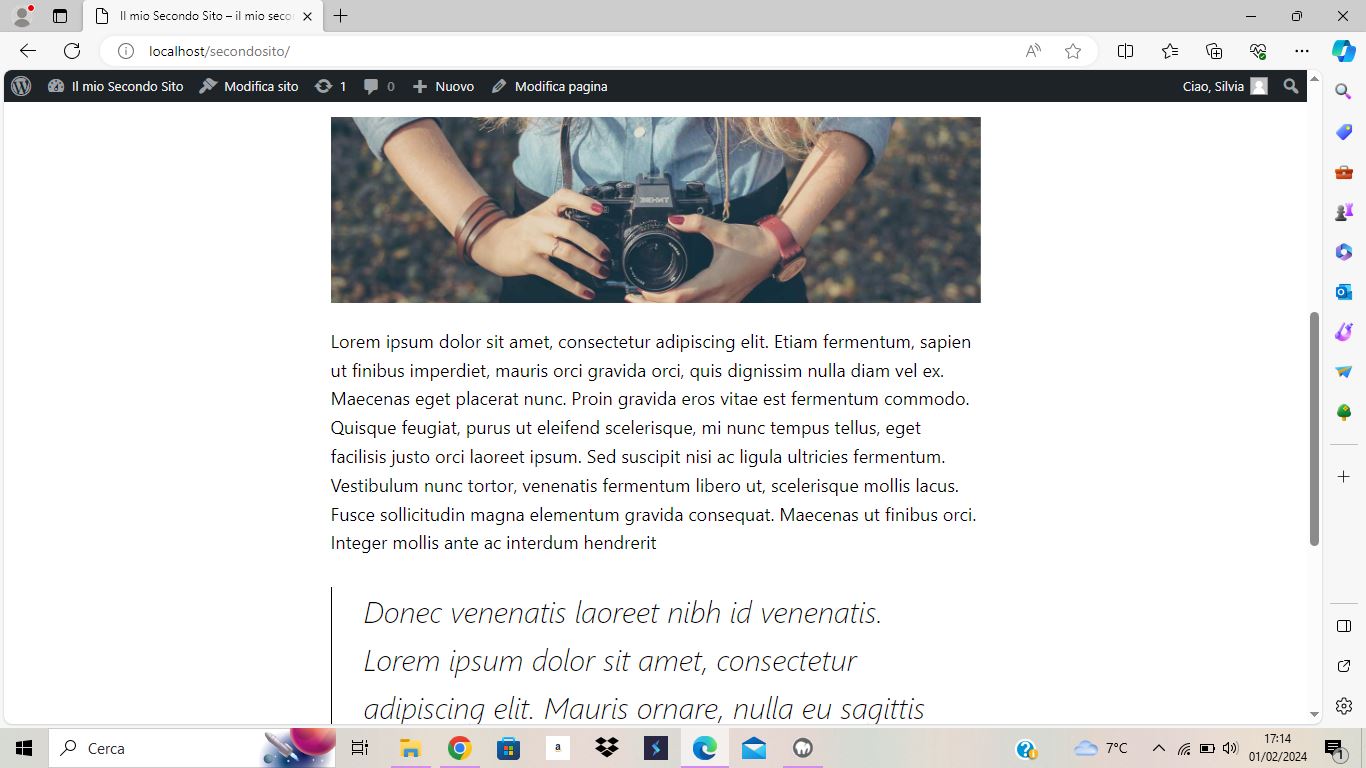 Il mio Secondo Sito – il mio secon
localhost/secondosito/
Il mio Secondo Sito
Modifica sito
1
0
Nuovo
Modifica pagina
Ciao, Silvia
ЗЕНИТ
Lorem ipsum dolor sit amet, consectetur adipiscing elit. Etiam fermentum, sapien
ut finibus imperdiet, mauris orci gravida orci, quis dignissim nulla diam vel ex.
Maecenas eget placerat nunc. Proin gravida eros vitae est fermentum commodo.
Quisque feugiat, purus ut eleifend scelerisque, mi nunc tempus tellus, eget
facilisis justo orci laoreet ipsum. Sed suscipit nisi ac ligula ultricies fermentum.
Vestibulum nunc tortor, venenatis fermentum libero ut, scelerisque mollis lacus.
Fusce sollicitudin magna elementum gravida consequat. Maecenas ut finibus orci.
Integer mollis ante ac interdum hendrerit
Donec venenatis laoreet nibh id venenatis.
Lorem ipsum dolor sit amet, consectetur
adipiscing elit. Mauris ornare, nulla eu sagittis
Cerca
a
7°C
17:14
01/02/2024
1